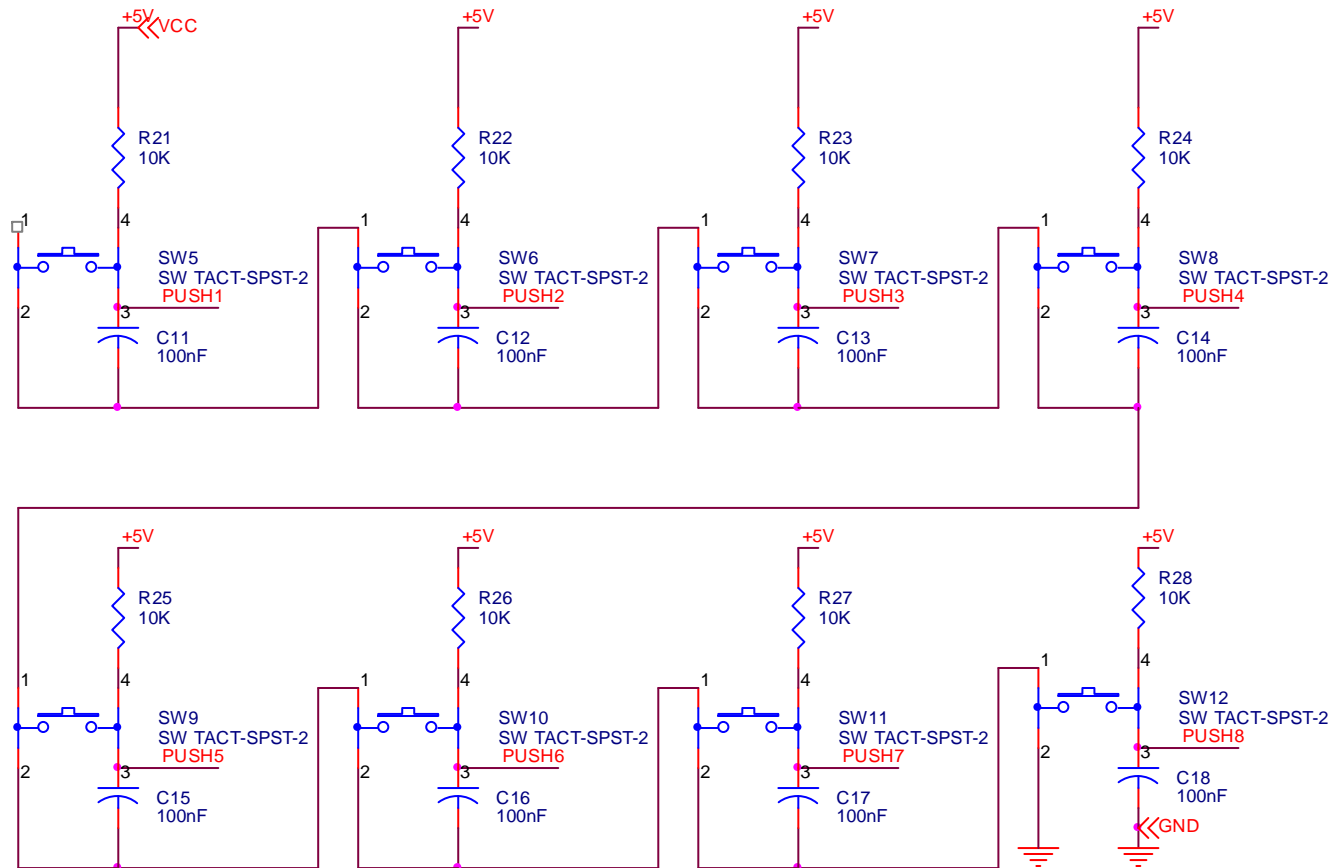 +5V +5V +5V +5V
VCC
R21 R22 R23 R24
10K 10K 10K 10K
1 4 1 4 1 4 1 4
SW5 SW6 SW7 SW8
SW TACT-SPST-2 SW TACT-SPST-2 SW TACT-SPST-2 SW TACT-SPST-2
PUSH1 PUSH2 PUSH3 PUSH4
2 3 2 3 2 3 2 3
C11 C12 C13 C14
100nF 100nF 100nF 100nF
+5V +5V +5V +5V
R25 R26 R27 R28
10K 10K 10K 10K
1 4 1 4 1 4 1 4
SW9 SW10 SW11 SW12
SW TACT-SPST-2 SW TACT-SPST-2 SW TACT-SPST-2 SW TACT-SPST-2
PUSH5 PUSH6 PUSH7 PUSH8
2 3 2 3 2 3 2 3
C15 C16 C17 C18
100nF 100nF 100nF 100nF
GND